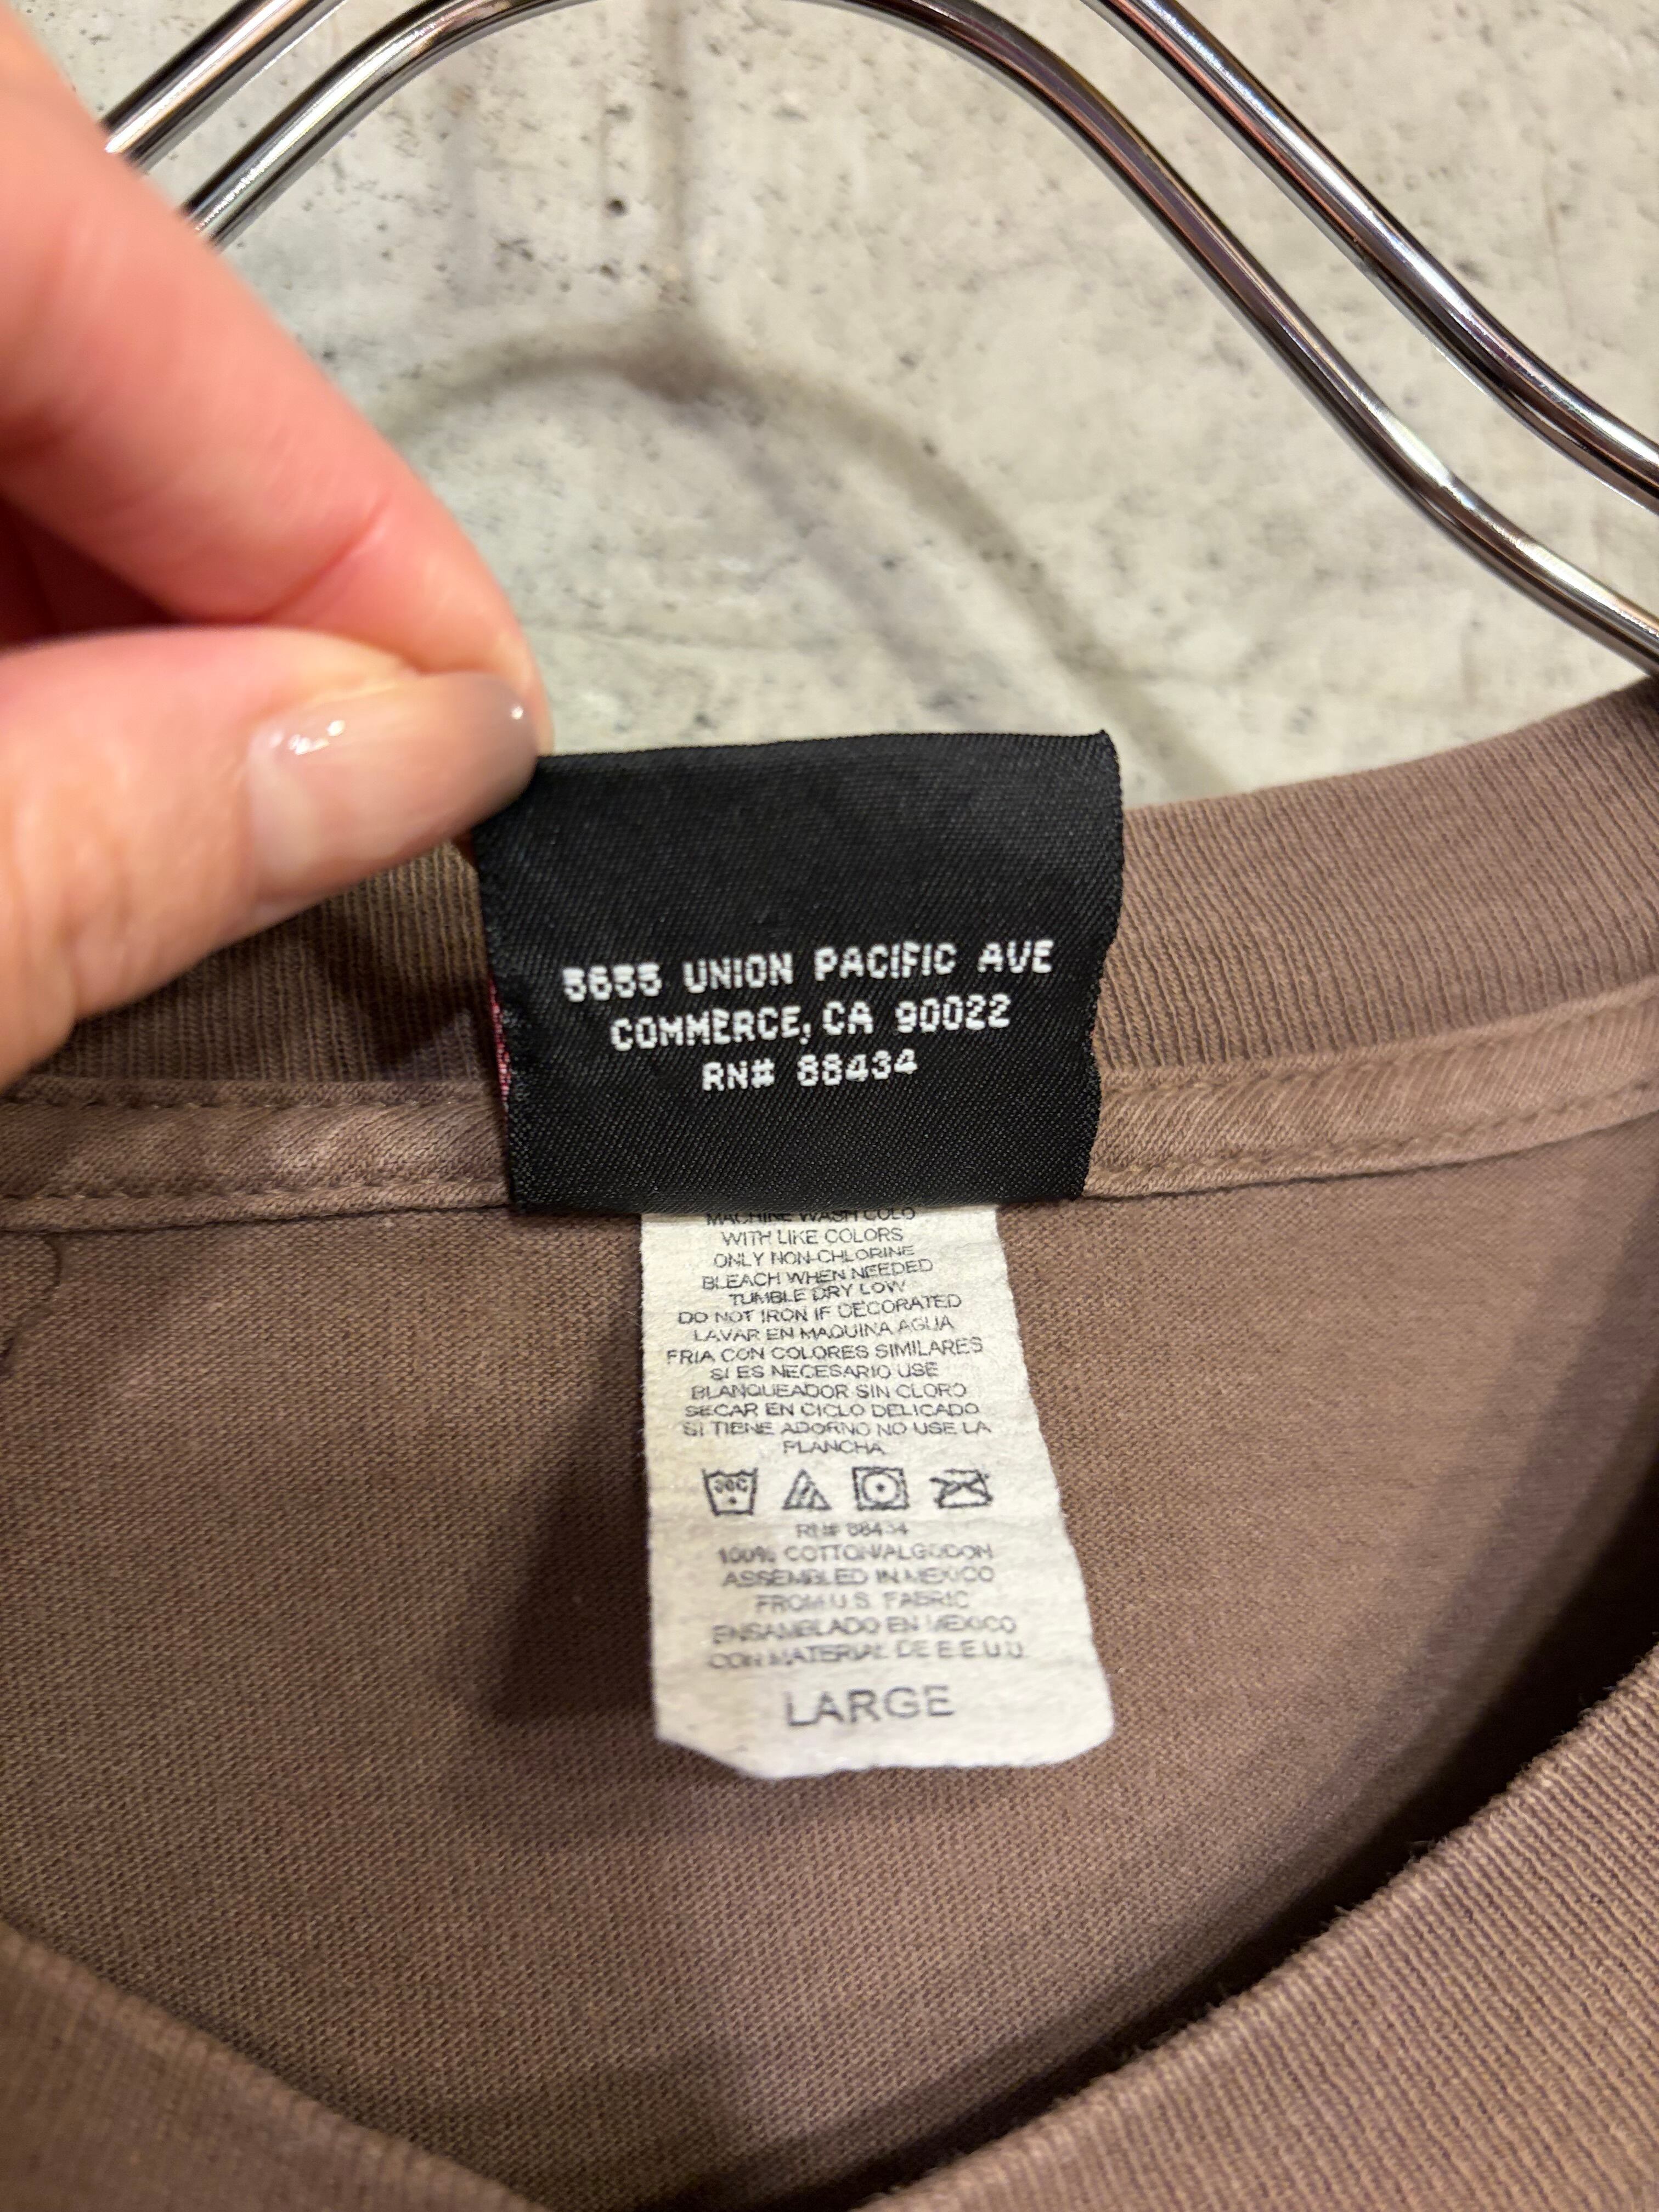 5655 UNION PACIFIC AVE
COMMERCE, CA 90022
RN# 88434
MACHINE WASH COLD
WITH LIKE COLORS
ONLY NON-CHLORINE
BLEACH WHEN NEEDED
TUMBLE DRY LOW
DO NOT IRON IF DECORATED
LAVAR EN MAQUINA AGUA
FRIA CON COLORES SIMILARES
SI ES NECESARIO USE
BLANQUEADOR SIN CLORO
SECAR EN CICLO DELICADO
SI TIENE ADORNO NO USE LA
PLANCHA
30C
RN# 88434
100% COTTON/ALGODON
ASSEMBLED IN MEXICO
FROM U.S. FABRIC
ENSAMBLADO EN MEXICO
CON MATERIAL DE E.E.U.U.
LARGE